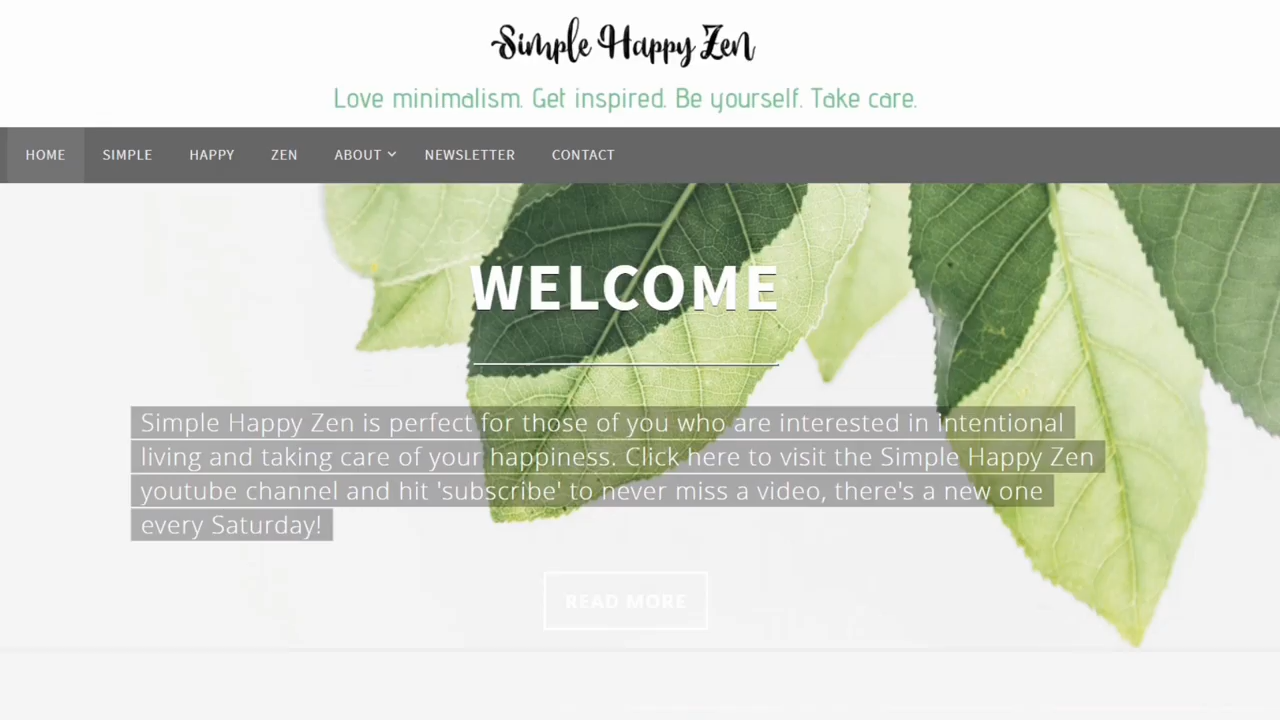 Simple Happy Zen
Love minimalism. Get inspired. Be yourself. Take care.
HOME SIMPLE HAPPY ZEN ABOUT NEWSLETTER CONTACT
WELCOME
Simple Happy Zen is perfect for those of you who are interested in intentional
living and taking care of your happiness. Click here to visit the Simple Happy Zen
youtube channel and hit 'subscribe' to never miss a video, there's a new one
every Saturday!
READ MORE